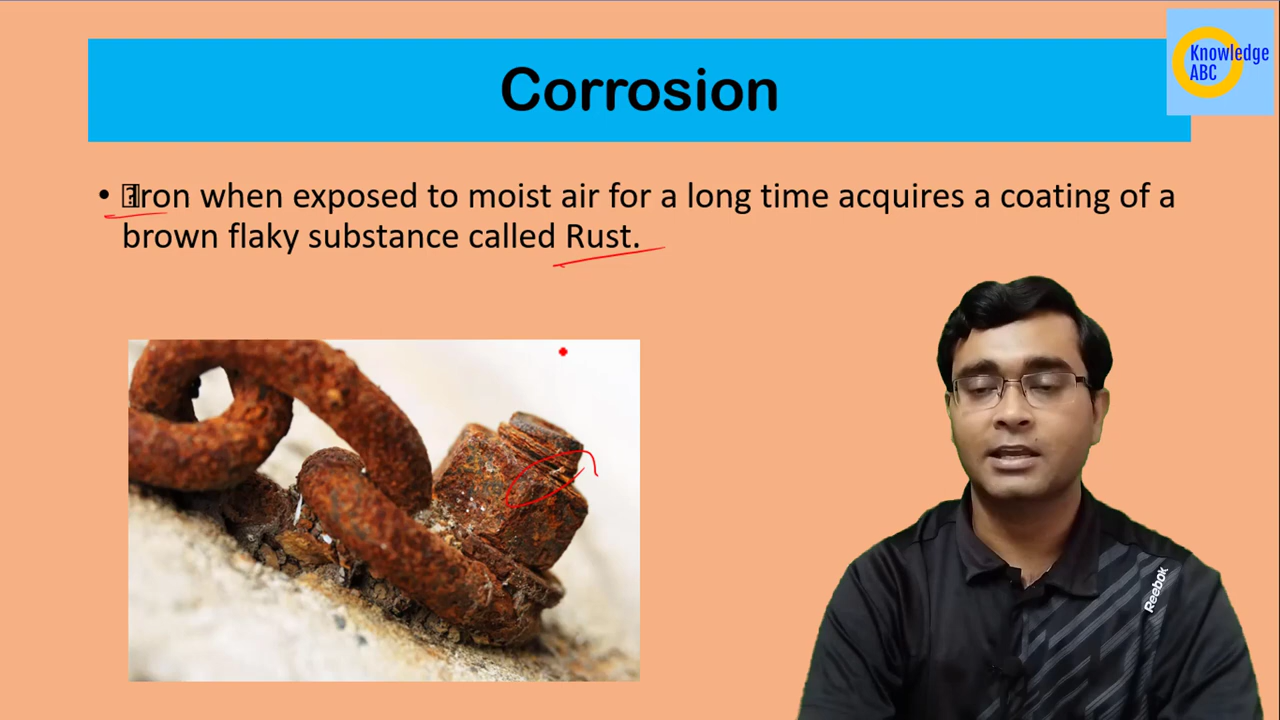 Knowledge
ABC
Corrosion
• Iron when exposed to moist air for a long time acquires a coating of a
brown flaky substance called Rust.
Reebok